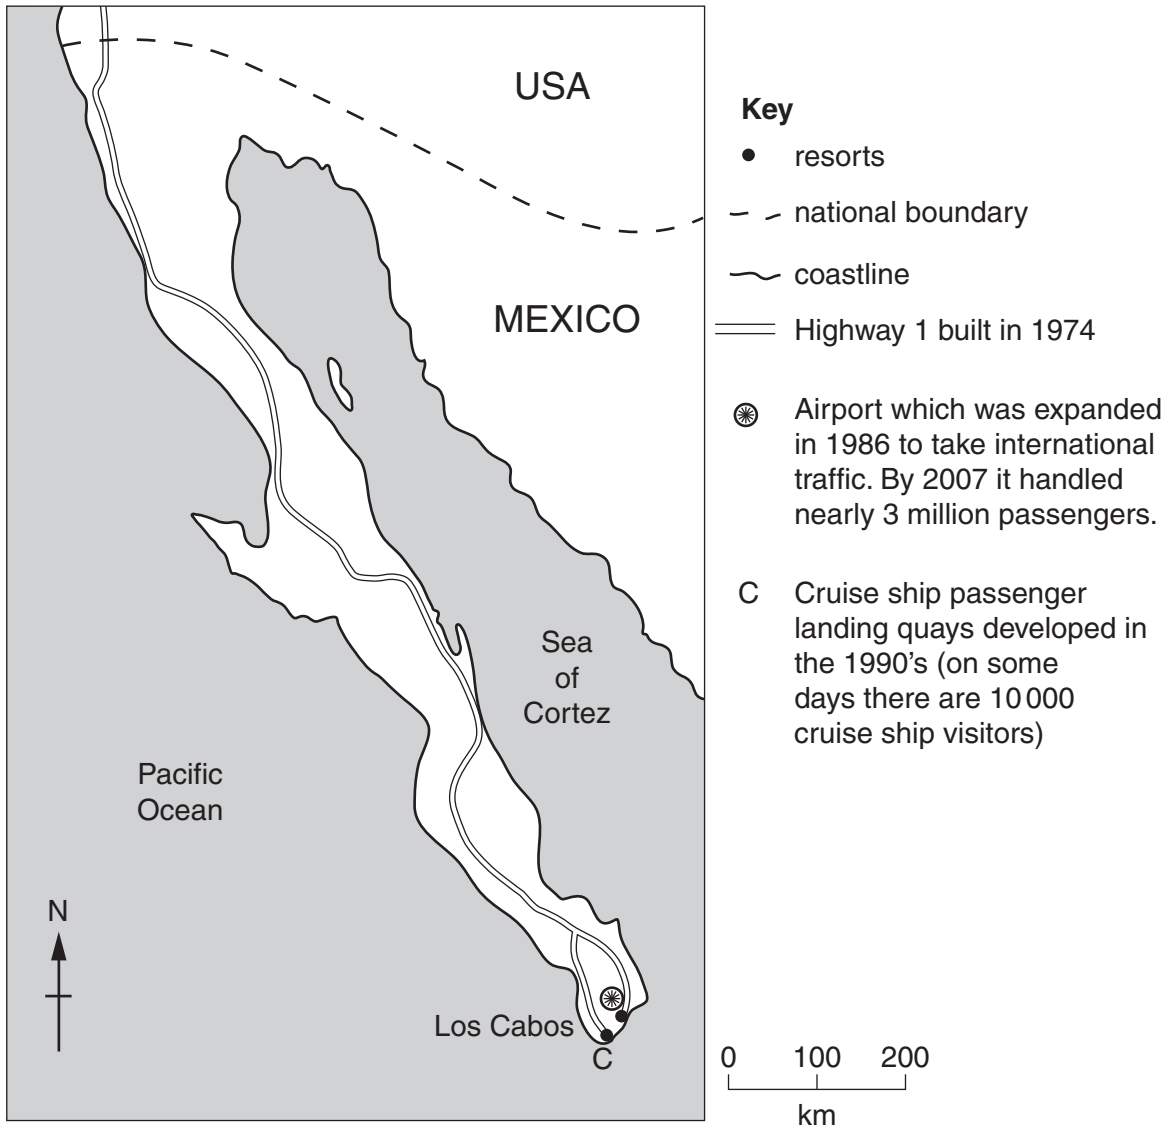 USA
MEXICO
Sea
of
Cortez
Pacific
Ocean
N
Los Cabos
C
Key
resorts
national boundary
coastline
Highway 1 built in 1974
Airport which was expanded
in 1986 to take international
traffic. By 2007 it handled
nearly 3 million passengers.
C Cruise ship passenger
landing quays developed in
the 1990’s (on some
days there are 10 000
cruise ship visitors)
0 100 200
km